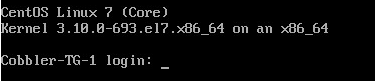 CentOS Linux 7 (Core)
Kernel 3.10.0-693.el7.x86_64 on an x86_64
Cobbler-TG-1 login: _